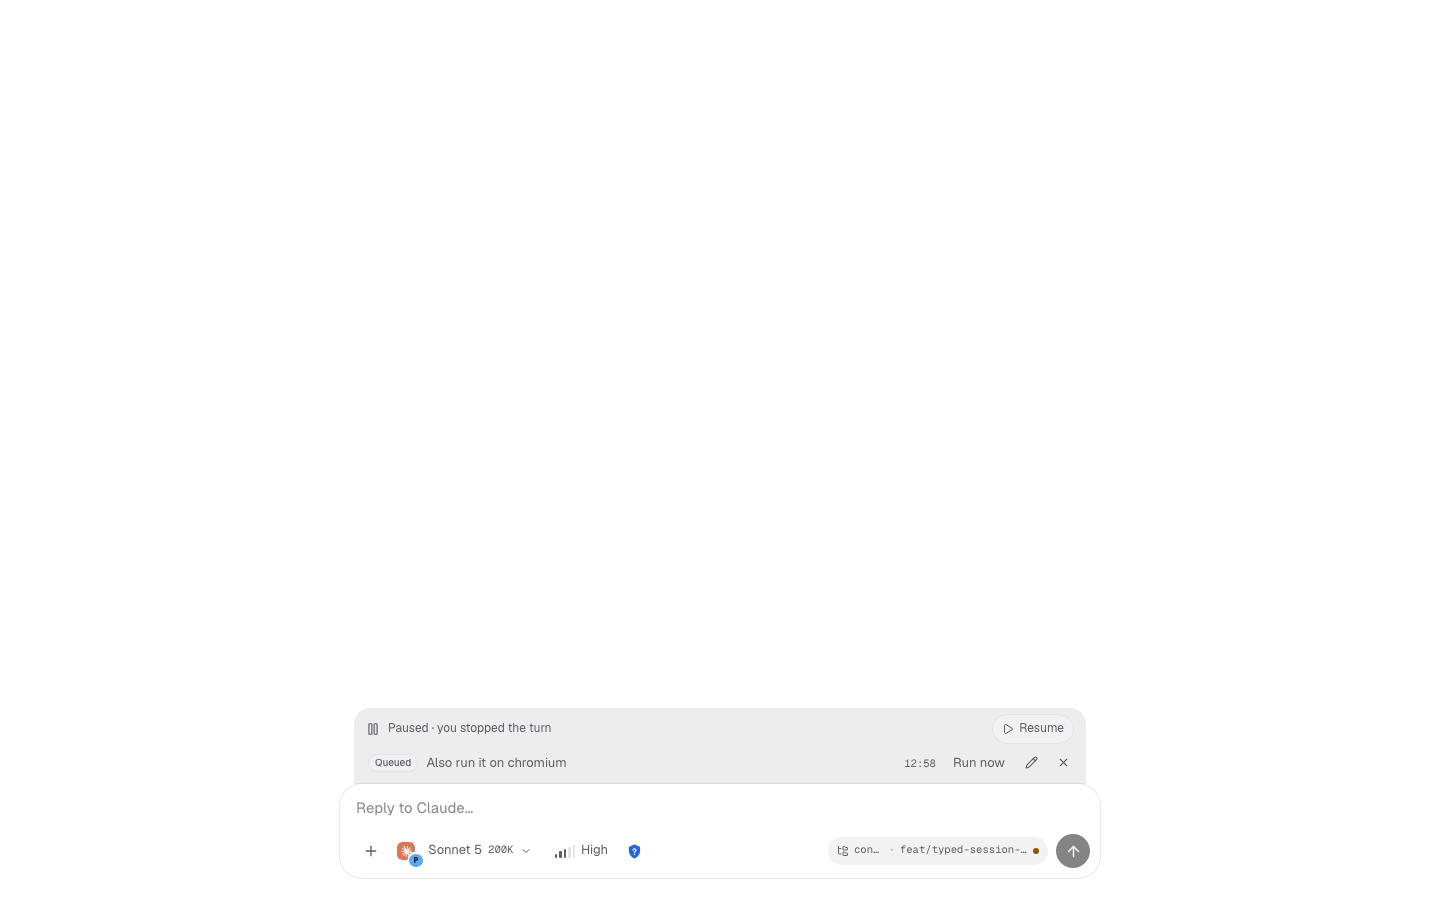 Paused · you stopped the turn
Resume
Queued Also run it on chromium 12:58 Run now
Reply to Claude…
P Sonnet 5 200K High con… · feat/typed-session-…